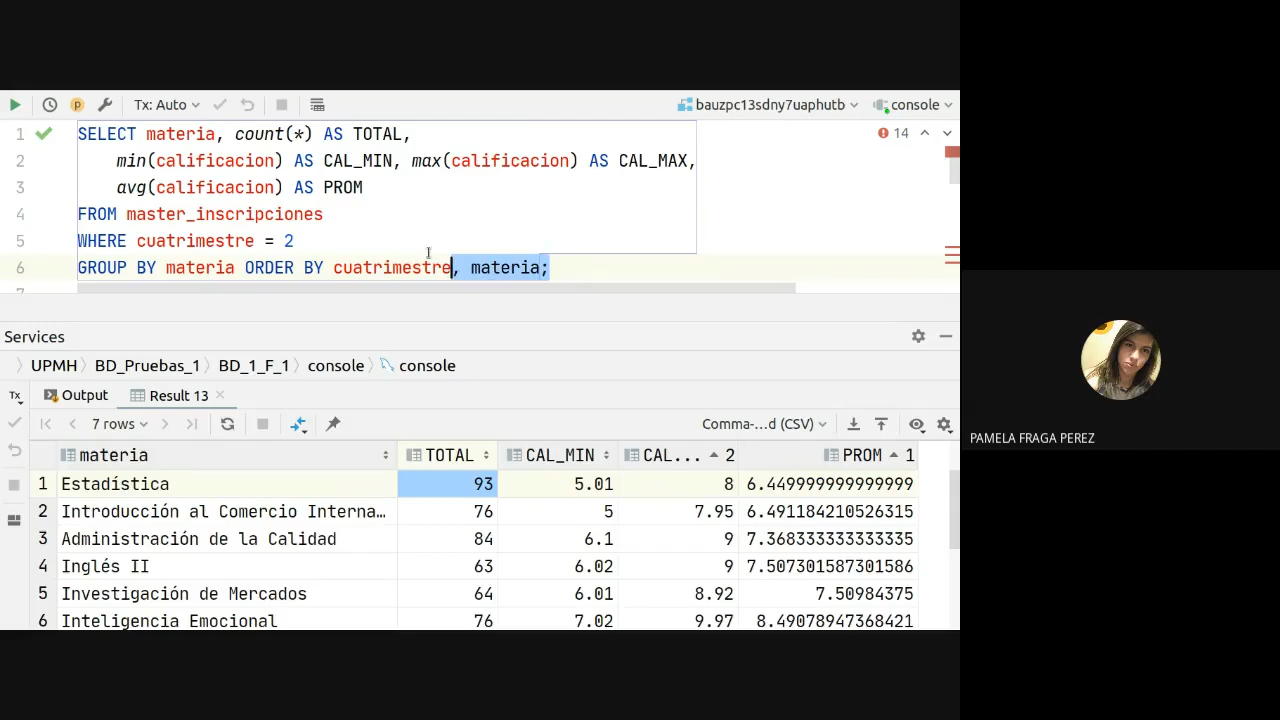 Tx: Auto bauzpc13sdny7uaphutb console
1 SELECT materia, count(*) AS TOTAL, 14
2 min(calificacion) AS CAL_MIN, max(calificacion) AS CAL_MAX,
3 avg(calificacion) AS PROM
4 FROM master_inscripciones
5 WHERE cuatrimestre = 2
6 GROUP BY materia ORDER BY cuatrimestre, materia;
Services
UPMH BD_Pruebas_1 BD_1_F_1 console console
Tx Output Result 13
7 rows Comma-...d (CSV)
materia TOTAL CAL_MIN CAL... 2 PROM 1
1 Estadística 93 5.01 8 6.449999999999999
2 Introducción al Comercio Interna... 76 5 7.95 6.491184210526315
3 Administración de la Calidad 84 6.1 9 7.368333333333335
4 Inglés II 63 6.02 9 7.507301587301586
5 Investigación de Mercados 64 6.01 8.92 7.50984375
6 Inteligencia Emocional 76 7.02 9.97 8.49078947368421
PAMELA FRAGA PEREZ